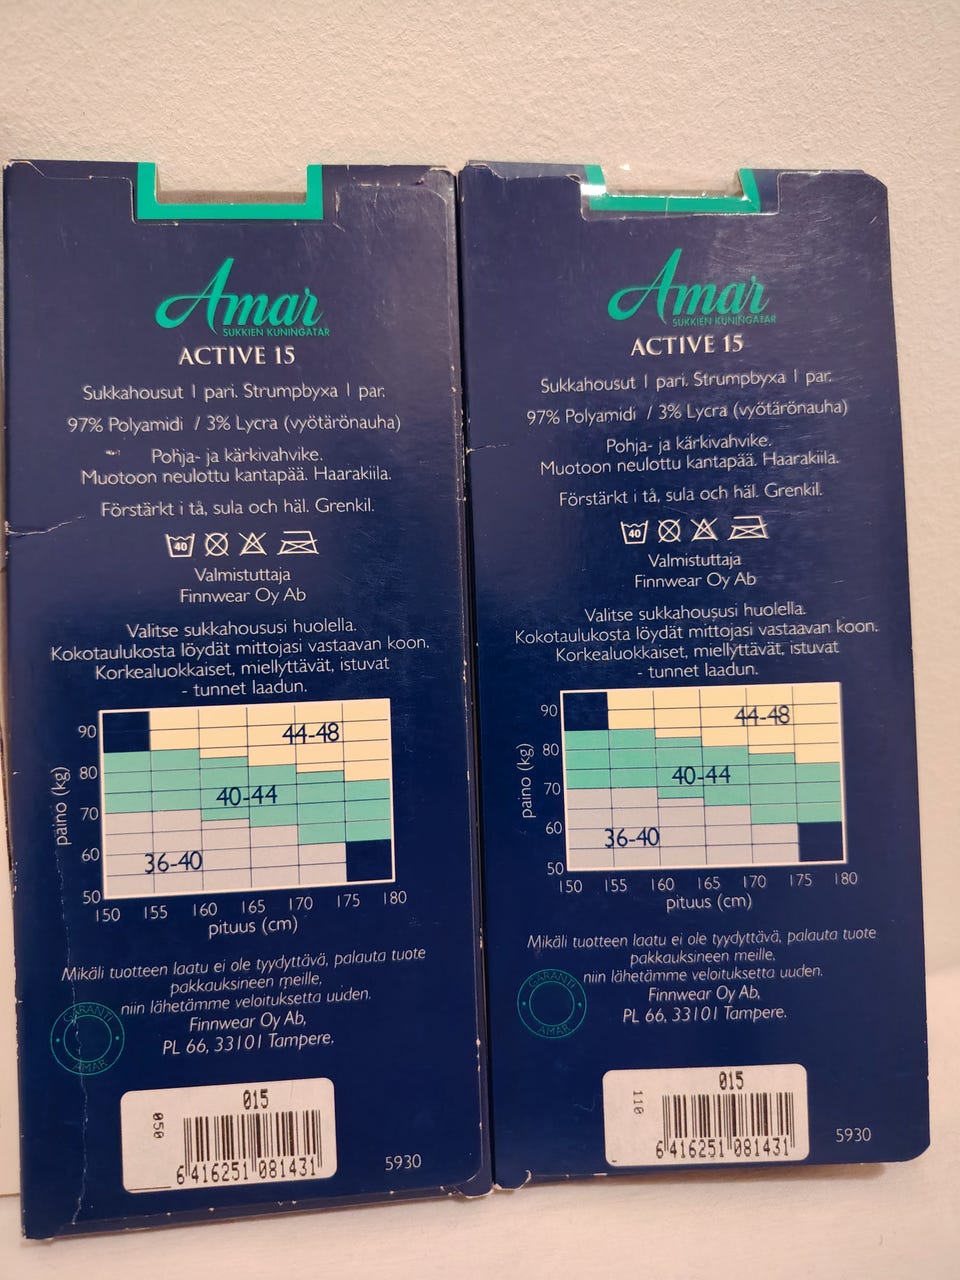 Amar
SUKKIEN KUNINGATAR
ACTIVE 15
Sukkahousut 1 pari. Strumpbyxa 1 par.
97% Polyamidi / 3% Lycra (vyötärönauha)
Pohja- ja kärkivahvike.
Muotoon neulottu kantapää. Haarakiila.
Förstärkt i tå, sula och häl. Grenkil.
40
Valmistuttaja
Finnwear Oy Ab
Valitse sukkahoususi huolella.
Kokotaulukosta löydät mittojasi vastaavan koon.
Korkealuokkaiset, miellyttävät, istuvat
- tunnet laadun.
paino (kg)
90
80
70
60
50
44-48
40-44
36-40
150 155 160 165 170 175 180
pituus (cm)
Mikäli tuotteen laatu ei ole tyydyttävä, palauta tuote
pakkauksineen meille,
niin lähetämme veloituksetta uuden.
Finnwear Oy Ab,
PL 66, 33101 Tampere.
GARANTI
AMAR
015
050
6 416251 081431
5930
Amar
SUKKIEN KUNINGATAR
ACTIVE 15
Sukkahousut 1 pari. Strumpbyxa 1 par.
97% Polyamidi / 3% Lycra (vyötärönauha)
Pohja- ja kärkivahvike.
Muotoon neulottu kantapää. Haarakiila.
Förstärkt i tå, sula och häl. Grenkil.
40
Valmistuttaja
Finnwear Oy Ab
Valitse sukkahoususi huolella.
Kokotaulukosta löydät mittojasi vastaavan koon.
Korkealuokkaiset, miellyttävät, istuvat
- tunnet laadun.
paino (kg)
90
80
70
60
50
44-48
40-44
36-40
150 155 160 165 170 175 180
pituus (cm)
Mikäli tuotteen laatu ei ole tyydyttävä, palauta tuote
pakkauksineen meille,
niin lähetämme veloituksetta uuden.
Finnwear Oy Ab,
PL 66, 33101 Tampere.
GARANTI
AMAR
015
110
6 416251 081431
5930